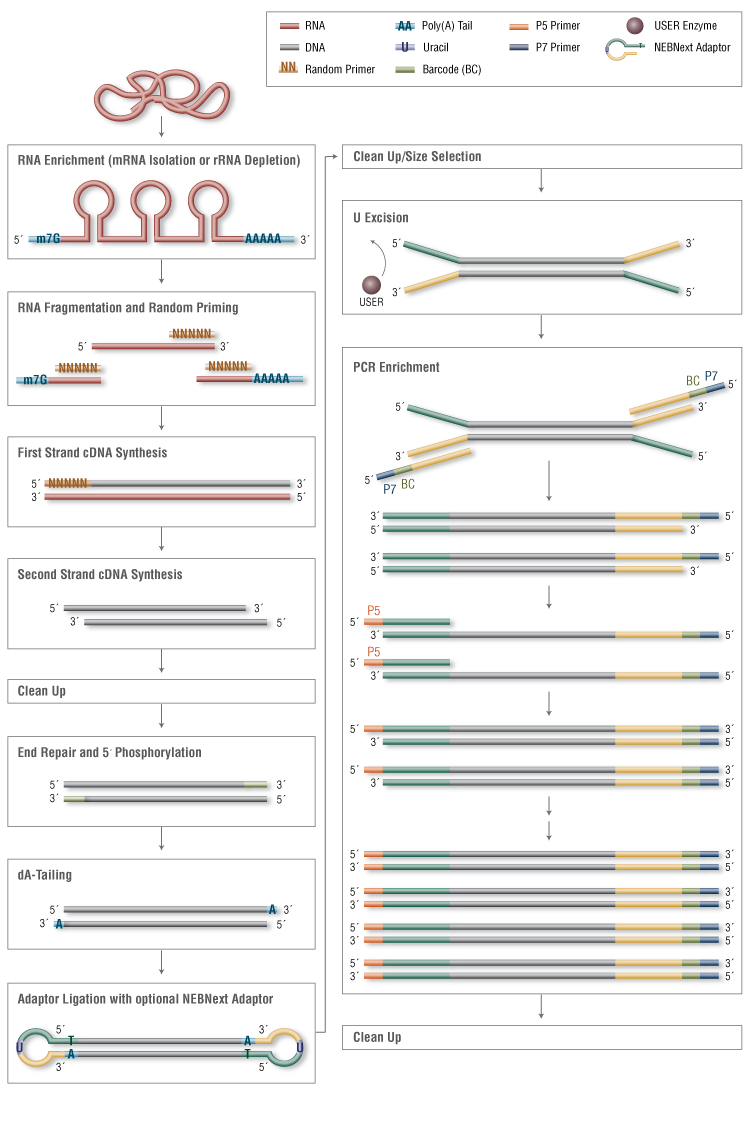 RNA
DNA
NN Random Primer
AA Poly(A) Tail
U Uracil
Barcode (BC)
P5 Primer
P7 Primer
USER Enzyme
T NEBNext Adaptor
RNA Enrichment (mRNA Isolation or rRNA Depletion)
5´ m7G AAAAA 3´
RNA Fragmentation and Random Priming
NNNNN
5´ 3´
NNNNN NNNNN
m7G AAAAA
First Strand cDNA Synthesis
5´ NNNNN 3´
3´ 5´
Second Strand cDNA Synthesis
5´ 3´
3´ 5´
Clean Up
End Repair and 5´ Phosphorylation
5´ 3´
3´ 5´
dA-Tailing
5´ A 3´
3´ A 5´
Adaptor Ligation with optional NEBNext Adaptor
5´ 3´
T A
U U
A T
3´ 5´
Clean Up/Size Selection
U Excision
5´ 3´
3´ 5´
USER
PCR Enrichment
BC P7 5´
5´ 3´
3´ 5´
5´ P7 BC
3´ 5´
5´ 3´
3´ 5´
5´ 3´
P5
5´
3´ 5´
P5
5´
3´ 5´
5´ 3´
3´ 5´
5´ 3´
3´ 5´
5´ 3´
3´ 5´
5´ 3´
3´ 5´
5´ 3´
3´ 5´
5´ 3´
3´ 5´
Clean Up